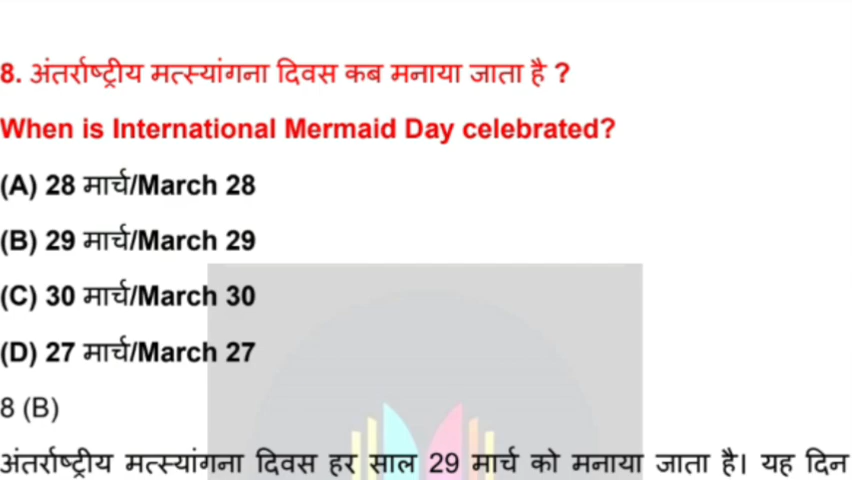 8. अंतर्राष्ट्रीय मत्स्यांगना दिवस कब मनाया जाता है ?
When is International Mermaid Day celebrated?
(A) 28 मार्च/March 28
(B) 29 मार्च/March 29
(C) 30 मार्च/March 30
(D) 27 मार्च/March 27
8 (B)
अंतर्राष्ट्रीय मत्स्यांगना दिवस हर साल 29 मार्च को मनाया जाता है। यह दिन